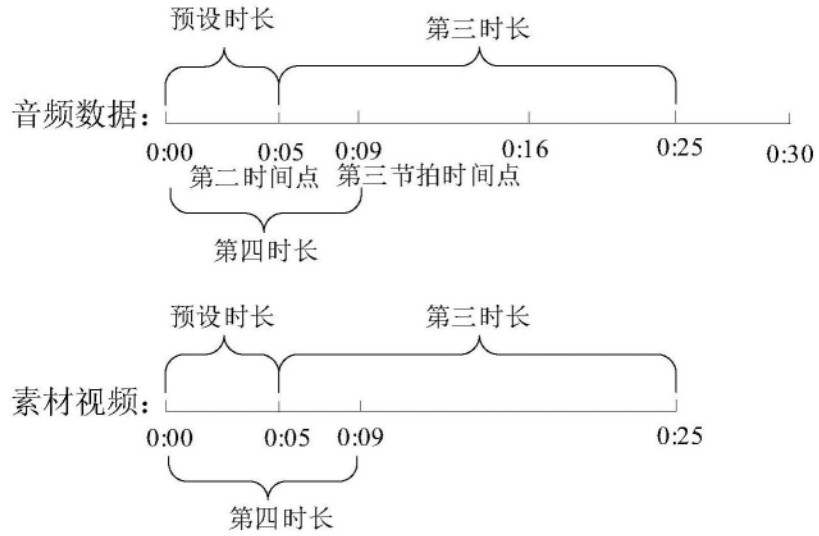 预设时长 第三时长
音频数据：
0:00 0:05 0:09 0:16 0:25 0:30
第二时间点 第三节拍时间点
第四时长
预设时长 第三时长
素材视频：
0:00 0:05 0:09 0:25
第四时长